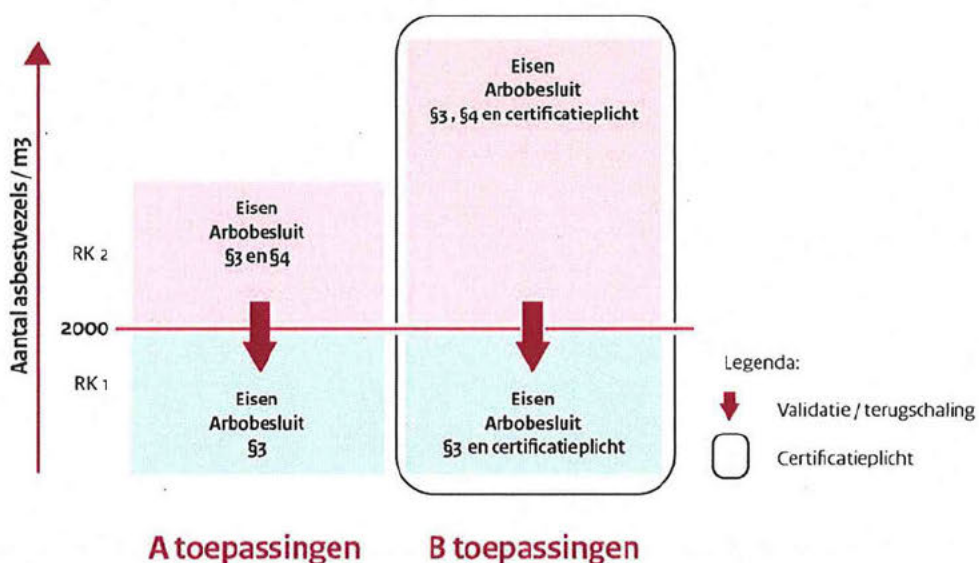 Aantal asbestvezels / m3
RK 2
2000
RK 1
Eisen
Arbobesluit
§3 en §4
Eisen
Arbobesluit
§3
Eisen
Arbobesluit
§3, §4 en certificatieplicht
Eisen
Arbobesluit
§3 en certificatieplicht
Legenda:
Validatie / terugschaling
Certificatieplicht
A toepassingen
B toepassingen